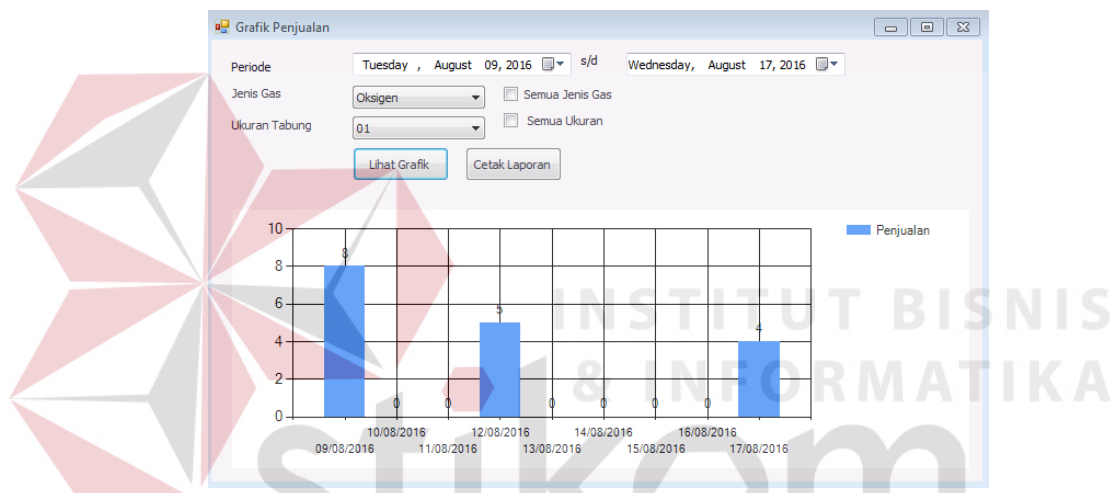 Grafik Penjualan
Periode Tuesday , August 09, 2016 s/d Wednesday, August 17, 2016
Jenis Gas Oksigen Semua Jenis Gas
Ukuran Tabung 01 Semua Ukuran
Lihat Grafik Cetak Laporan
10
8
6
4
2
0
8 0 0 5 0 0 0 0 4
Penjualan
10/08/2016 12/08/2016 14/08/2016 16/08/2016
09/08/2016 11/08/2016 13/08/2016 15/08/2016 17/08/2016
INSTITUT BISNIS
& INFORMATIKA
stikom